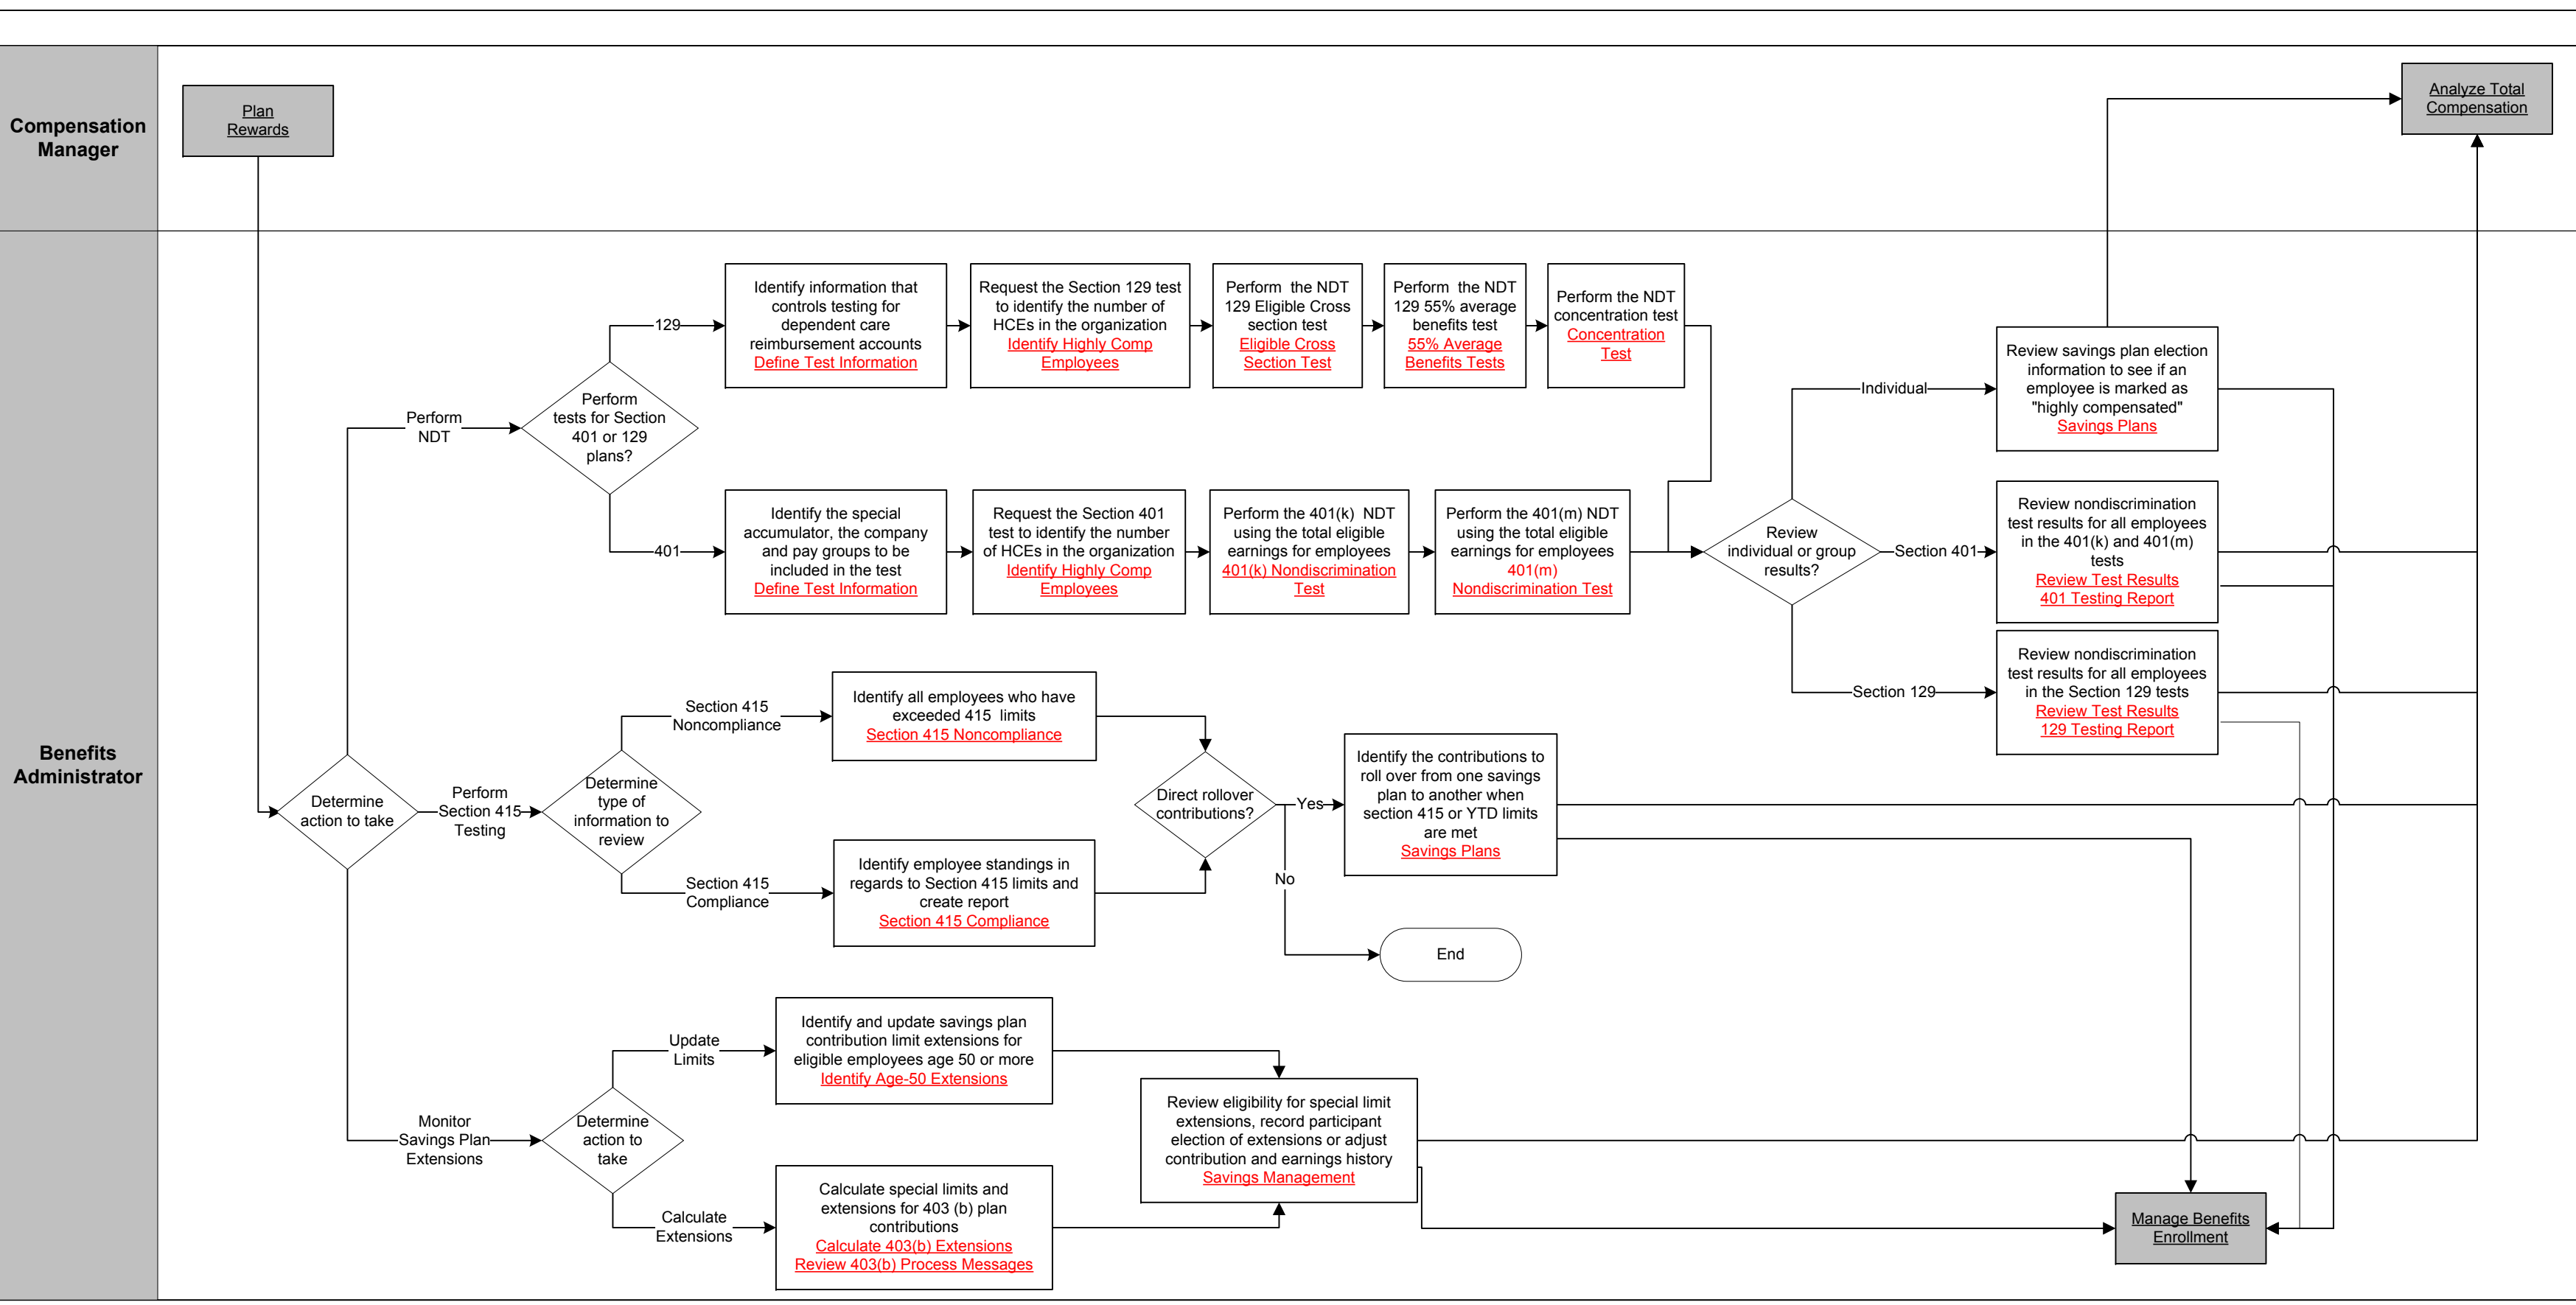 Compensation
Manager
Plan
Rewards
Analyze Total
Compensation
Benefits
Administrator
Determine
action to take
Perform
NDT
Perform
tests for Section
401 or 129
plans?
129
Identify information that
controls testing for
dependent care
reimbursement accounts
Define Test Information
Request the Section 129 test
to identify the number of
HCEs in the organization
Identify Highly Comp
Employees
Perform the NDT
129 Eligible Cross
section test
Eligible Cross
Section Test
Perform the NDT
129 55% average
benefits test
55% Average
Benefits Tests
Perform the NDT
concentration test
Concentration
Test
401
Identify the special
accumulator, the company
and pay groups to be
included in the test
Define Test Information
Request the Section 401
test to identify the number
of HCEs in the organization
Identify Highly Comp
Employees
Perform the 401(k) NDT
using the total eligible
earnings for employees
401(k) Nondiscrimination
Test
Perform the 401(m) NDT
using the total eligible
earnings for employees
401(m)
Nondiscrimination Test
Review
individual or group
results?
Individual
Review savings plan election
information to see if an
employee is marked as
"highly compensated"
Savings Plans
Section 401
Review nondiscrimination
test results for all employees
in the 401(k) and 401(m)
tests
Review Test Results
401 Testing Report
Section 129
Review nondiscrimination
test results for all employees
in the Section 129 tests
Review Test Results
129 Testing Report
Perform
Section 415
Testing
Determine
type of
information to
review
Section 415
Noncompliance
Identify all employees who have
exceeded 415 limits
Section 415 Noncompliance
Section 415
Compliance
Identify employee standings in
regards to Section 415 limits and
create report
Section 415 Compliance
Direct rollover
contributions?
Yes
Identify the contributions to
roll over from one savings
plan to another when
section 415 or YTD limits
are met
Savings Plans
No
End
Monitor
Savings Plan
Extensions
Determine
action to
take
Update
Limits
Identify and update savings plan
contribution limit extensions for
eligible employees age 50 or more
Identify Age-50 Extensions
Calculate
Extensions
Calculate special limits and
extensions for 403 (b) plan
contributions
Calculate 403(b) Extensions
Review 403(b) Process Messages
Review eligibility for special limit
extensions, record participant
election of extensions or adjust
contribution and earnings history
Savings Management
Manage Benefits
Enrollment